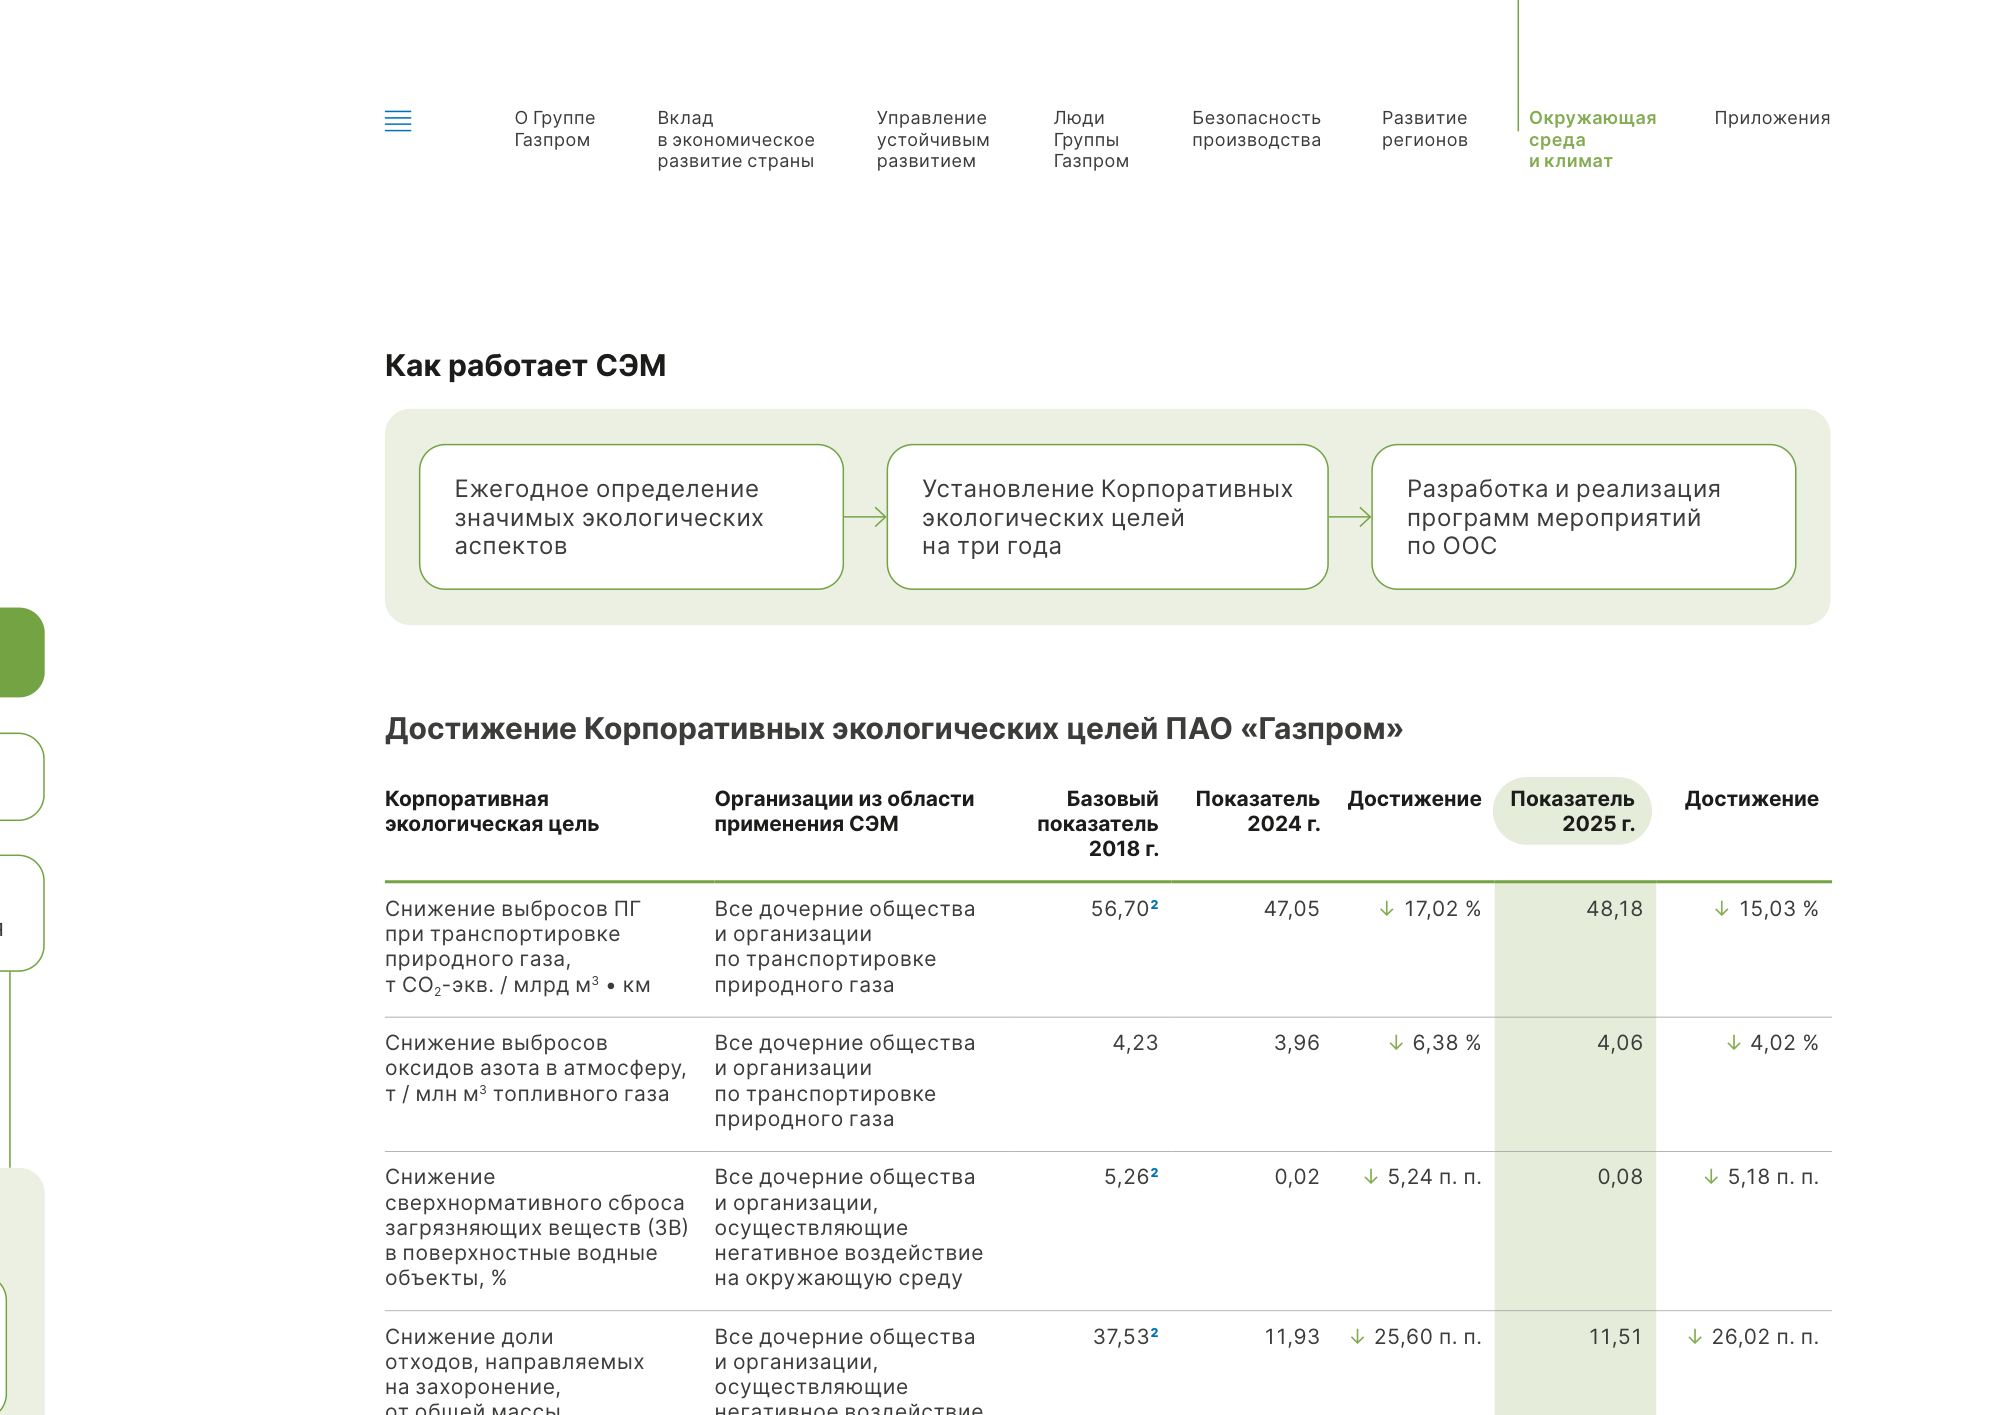 О Группе
Газпром
Вклад
в экономическое
развитие страны
Управление
устойчивым
развитием
Люди
Группы
Газпром
Безопасность
производства
Развитие
регионов
Окружающая
среда
и климат
Приложения
Как работает СЭМ
Ежегодное определение
значимых экологических
аспектов
Установление Корпоративных
экологических целей
на три года
Разработка и реализация
программ мероприятий
по ООС
я
Достижение Корпоративных экологических целей ПАО «Газпром»
Корпоративная
экологическая цель
Организации из области
применения СЭМ
Базовый
показатель
2018 г.
Показатель
2024 г.
Достижение
Показатель
2025 г.
Достижение
Снижение выбросов ПГ
при транспортировке
природного газа,
т CO₂-экв. / млрд м³ • км
Все дочерние общества
и организации
по транспортировке
природного газа
56,70²
47,05
↓ 17,02 %
48,18
↓ 15,03 %
Снижение выбросов
оксидов азота в атмосферу,
т / млн м³ топливного газа
Все дочерние общества
и организации
по транспортировке
природного газа
4,23
3,96
↓ 6,38 %
4,06
↓ 4,02 %
Снижение
сверхнормативного сброса
загрязняющих веществ (ЗВ)
в поверхностные водные
объекты, %
Все дочерние общества
и организации,
осуществляющие
негативное воздействие
на окружающую среду
5,26²
0,02
↓ 5,24 п. п.
0,08
↓ 5,18 п. п.
Снижение доли
отходов, направляемых
на захоронение,
от общей массы
Все дочерние общества
и организации,
осуществляющие
негативное воздействие
37,53²
11,93
↓ 25,60 п. п.
11,51
↓ 26,02 п. п.